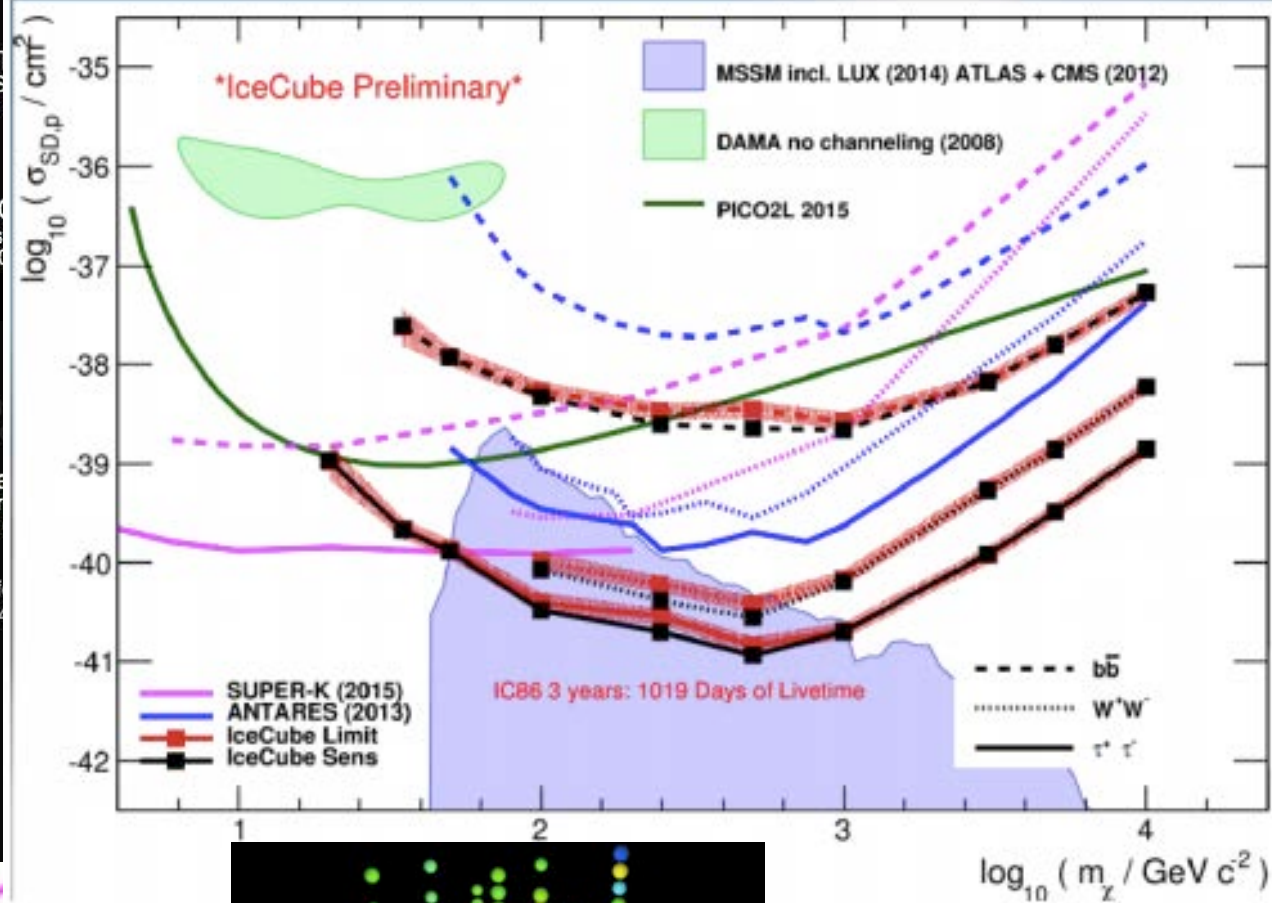 *IceCube Preliminary*
MSSM incl. LUX (2014) ATLAS + CMS (2012)
DAMA no channeling (2008)
PICO2L 2015
log10 ( σSD,p / cm2 )
-35
-36
-37
-38
-39
-40
-41
-42
IC86 3 years: 1019 Days of Livetime
SUPER-K (2015)
ANTARES (2013)
IceCube Limit
IceCube Sens
bb̅
W+W-
τ+ τ-
1 2 3 4
log10 ( mχ / GeV c-2 )